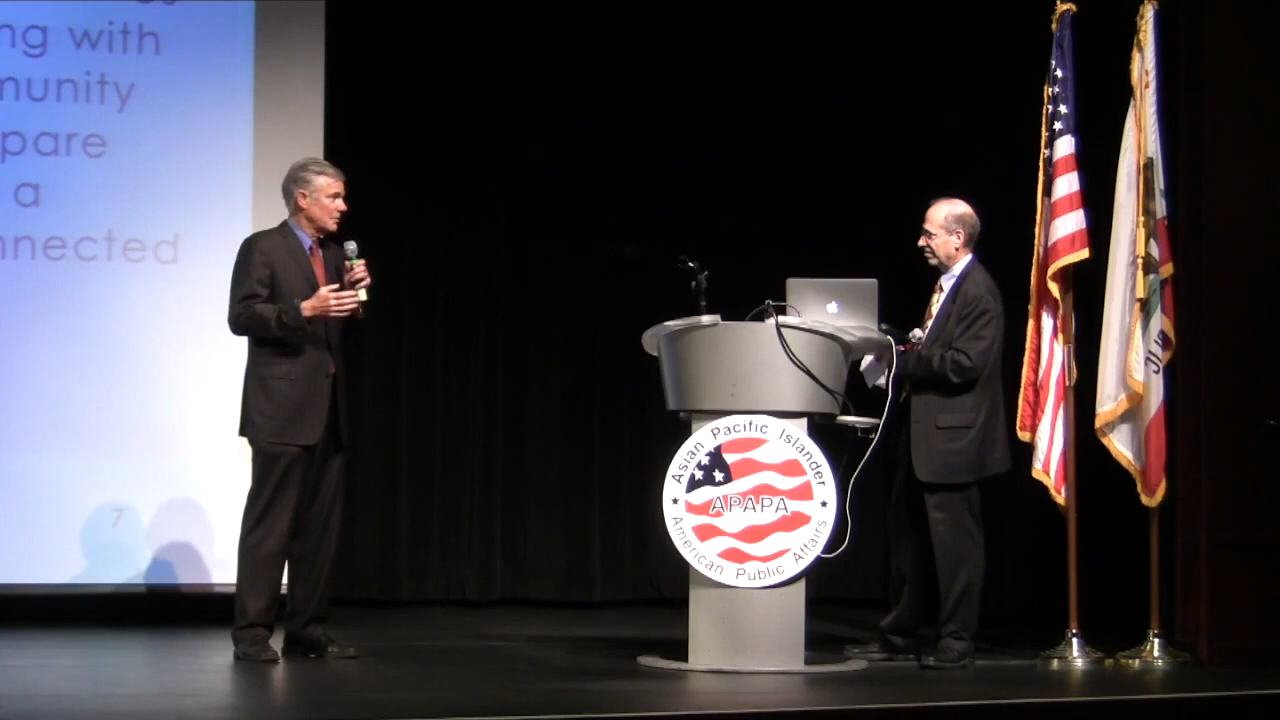 ng with
munity
pare
a
nnected
7
Asian Pacific Islander
APAPA
American Public Affairs